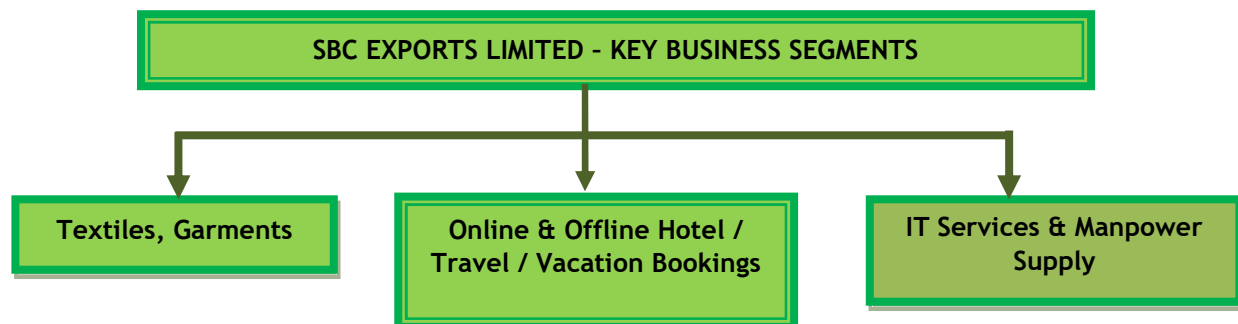 SBC EXPORTS LIMITED – KEY BUSINESS SEGMENTS
Textiles, Garments
Online & Offline Hotel /
Travel / Vacation Bookings
IT Services & Manpower
Supply